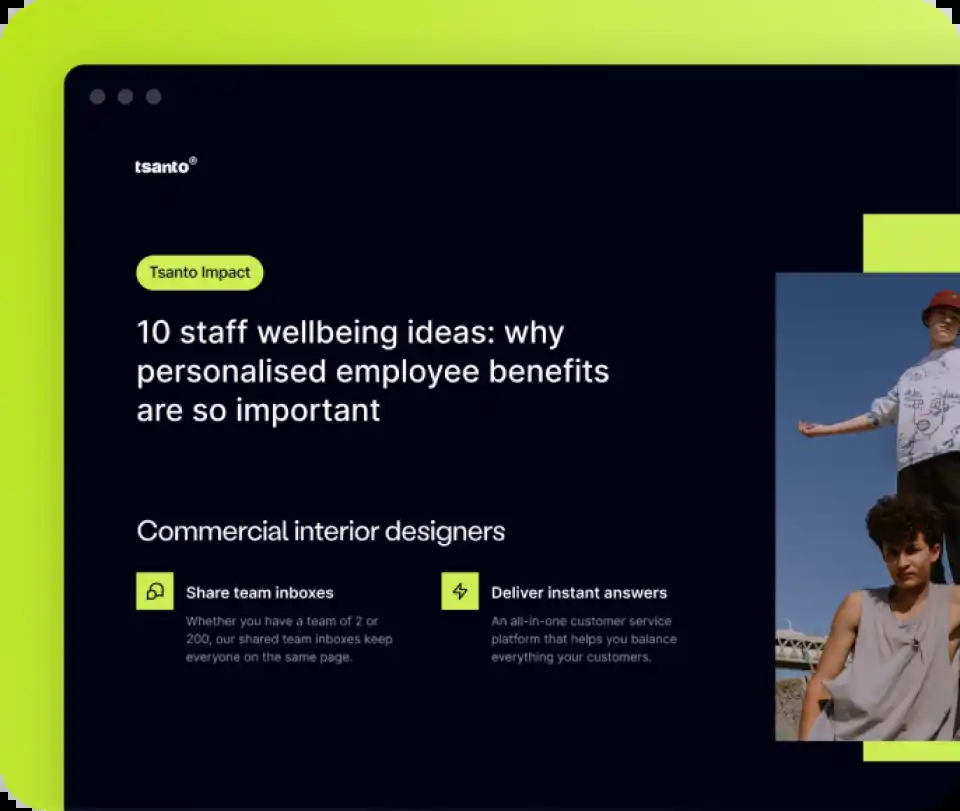 tsanto®
Tsanto Impact
10 staff wellbeing ideas: why
personalised employee benefits
are so important
Commercial interior designers
Share team inboxes
Whether you have a team of 2 or
200, our shared team inboxes keep
everyone on the same page.
Deliver instant answers
An all-in-one customer service
platform that helps you balance
everything your customers.